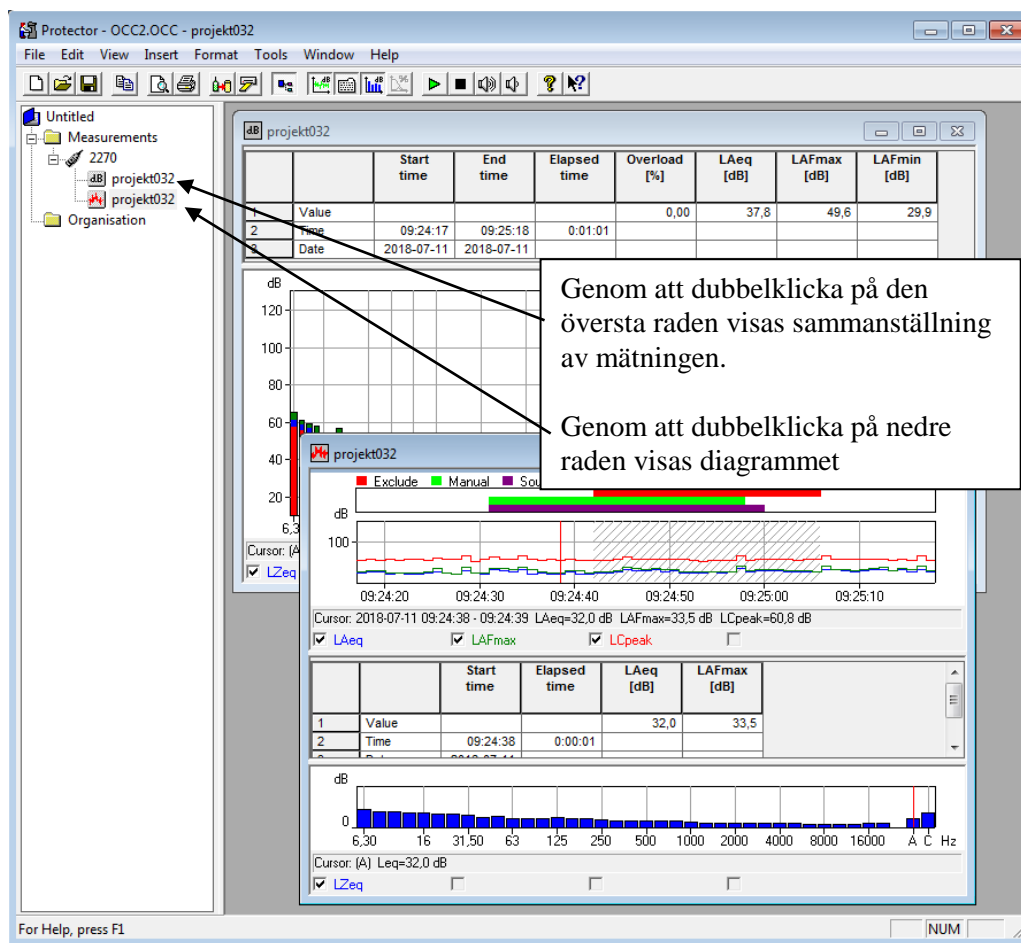 Protector - OCC2.OCC - projekt032
File Edit View Insert Format Tools Window Help
Untitled
Measurements
2270
dB projekt032
projekt032
Organisation
dB projekt032
Start time End time Elapsed time Overload [%] LAeq [dB] LAFmax [dB] LAFmin [dB]
1 Value 0,00 37,8 49,6 29,9
2 Time 09:24:17 09:25:18 0:01:01
3 Date 2018-07-11 2018-07-11
dB
120
100
80
60
40
20
6,3
Cursor: (A
LZeq
Genom att dubbelklicka på den
översta raden visas sammanställning
av mätningen.
Genom att dubbelklicka på nedre
raden visas diagrammet
projekt032
Exclude Manual Sou
dB
100
09:24:20 09:24:30 09:24:40 09:24:50 09:25:00 09:25:10
Cursor: 2018-07-11 09:24:38 - 09:24:39 LAeq=32,0 dB LAFmax=33,5 dB LCpeak=60,8 dB
LAeq LAFmax LCpeak
Start time Elapsed time LAeq [dB] LAFmax [dB]
1 Value 32,0 33,5
2 Time 09:24:38 0:00:01
dB
0
6,30 16 31,50 63 125 250 500 1000 2000 4000 8000 16000 A C Hz
Cursor: (A) Leq=32,0 dB
LZeq
For Help, press F1
NUM